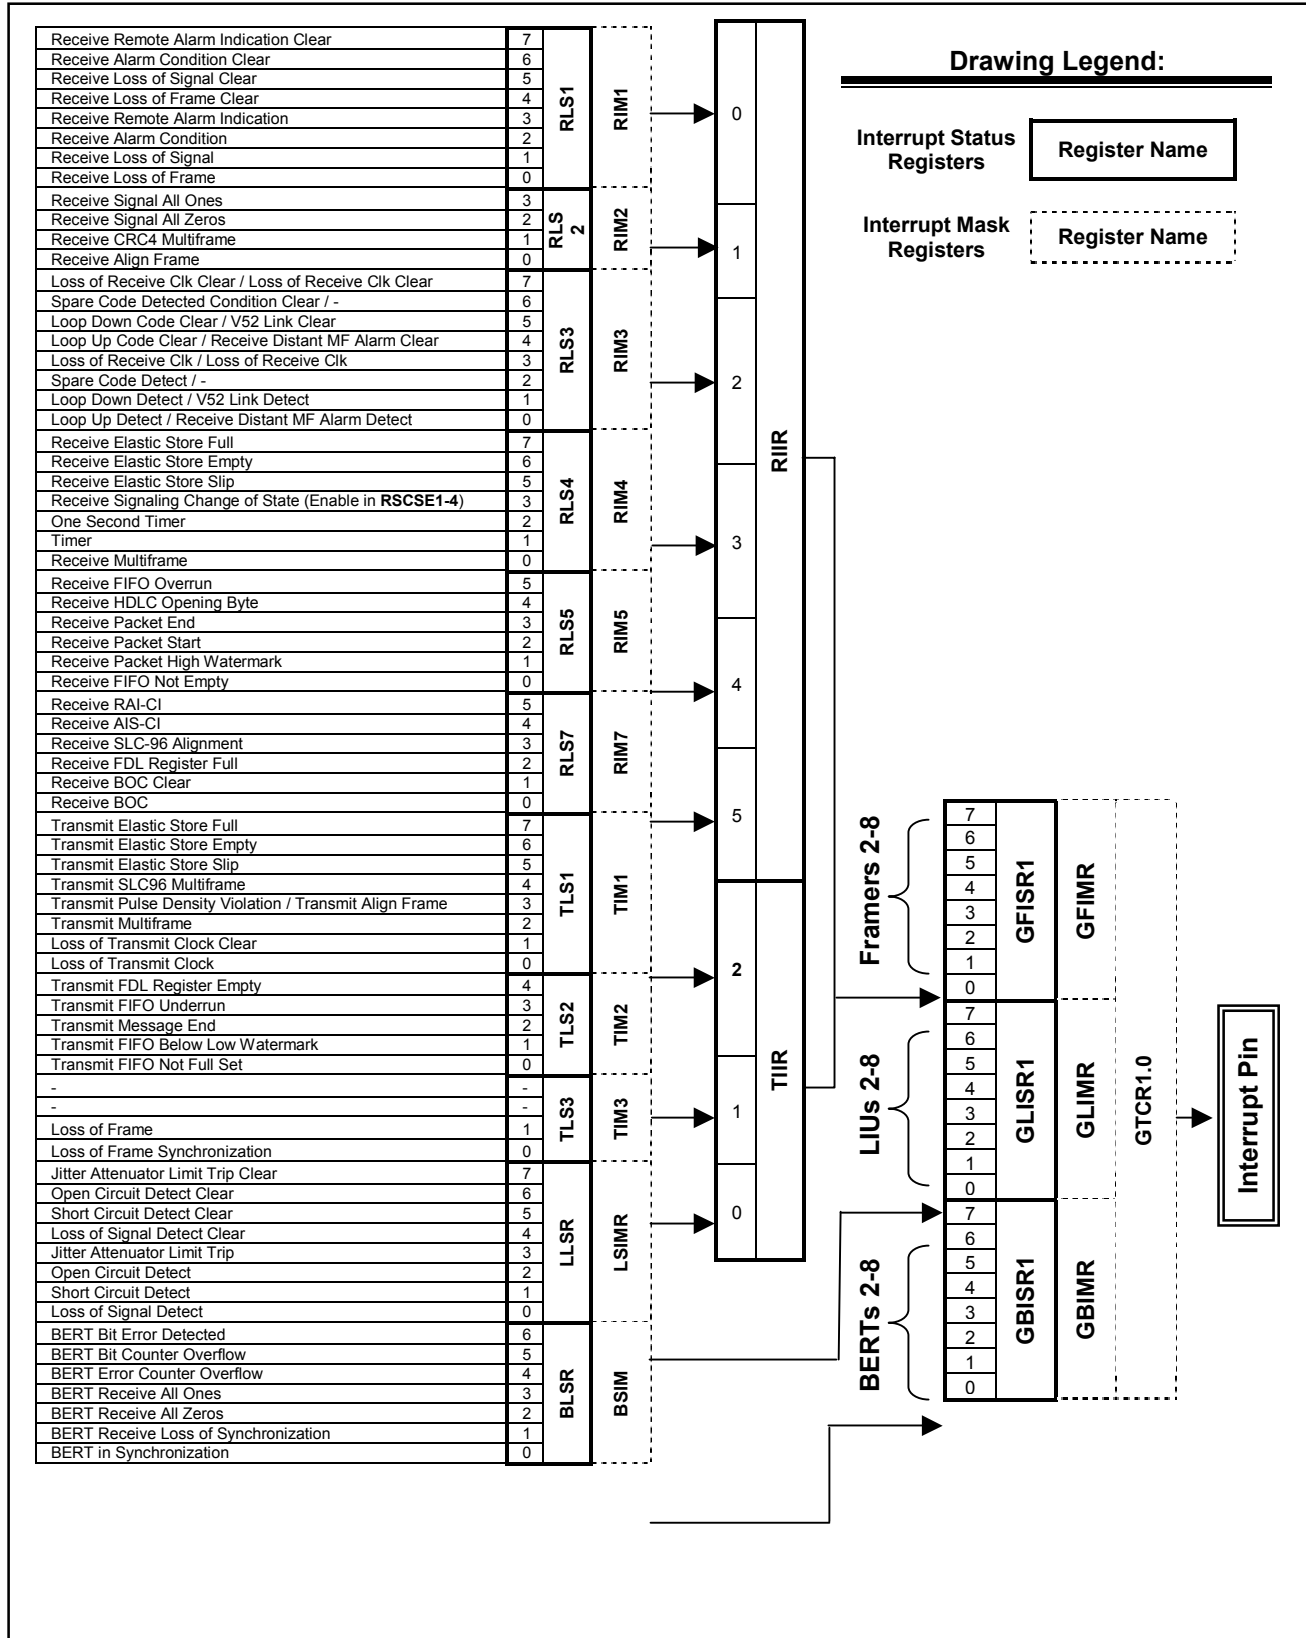 Drawing Legend:
Interrupt Status
Registers
Register Name
Interrupt Mask
Registers
Register Name
Receive Remote Alarm Indication Clear 7
Receive Alarm Condition Clear 6
Receive Loss of Signal Clear 5
Receive Loss of Frame Clear 4
Receive Remote Alarm Indication 3
Receive Alarm Condition 2
Receive Loss of Signal 1
Receive Loss of Frame 0
RLS1
RIM1
Receive Signal All Ones 3
Receive Signal All Zeros 2
Receive CRC4 Multiframe 1
Receive Align Frame 0
RLS
2
RIM2
Loss of Receive Clk Clear / Loss of Receive Clk Clear 7
Spare Code Detected Condition Clear / - 6
Loop Down Code Clear / V52 Link Clear 5
Loop Up Code Clear / Receive Distant MF Alarm Clear 4
Loss of Receive Clk / Loss of Receive Clk 3
Spare Code Detect / - 2
Loop Down Detect / V52 Link Detect 1
Loop Up Detect / Receive Distant MF Alarm Detect 0
RLS3
RIM3
Receive Elastic Store Full 7
Receive Elastic Store Empty 6
Receive Elastic Store Slip 5
Receive Signaling Change of State (Enable in RSCSE1-4) 3
One Second Timer 2
Timer 1
Receive Multiframe 0
RLS4
RIM4
Receive FIFO Overrun 5
Receive HDLC Opening Byte 4
Receive Packet End 3
Receive Packet Start 2
Receive Packet High Watermark 1
Receive FIFO Not Empty 0
RLS5
RIM5
Receive RAI-CI 5
Receive AIS-CI 4
Receive SLC-96 Alignment 3
Receive FDL Register Full 2
Receive BOC Clear 1
Receive BOC 0
RLS7
RIM7
Transmit Elastic Store Full 7
Transmit Elastic Store Empty 6
Transmit Elastic Store Slip 5
Transmit SLC96 Multiframe 4
Transmit Pulse Density Violation / Transmit Align Frame 3
Transmit Multiframe 2
Loss of Transmit Clock Clear 1
Loss of Transmit Clock 0
TLS1
TIM1
Transmit FDL Register Empty 4
Transmit FIFO Underrun 3
Transmit Message End 2
Transmit FIFO Below Low Watermark 1
Transmit FIFO Not Full Set 0
TLS2
TIM2
- -
- -
Loss of Frame 1
Loss of Frame Synchronization 0
TLS3
TIM3
Jitter Attenuator Limit Trip Clear 7
Open Circuit Detect Clear 6
Short Circuit Detect Clear 5
Loss of Signal Detect Clear 4
Jitter Attenuator Limit Trip 3
Open Circuit Detect 2
Short Circuit Detect 1
Loss of Signal Detect 0
LLSR
LSIMR
BERT Bit Error Detected 6
BERT Bit Counter Overflow 5
BERT Error Counter Overflow 4
BERT Receive All Ones 3
BERT Receive All Zeros 2
BERT Receive Loss of Synchronization 1
BERT in Synchronization 0
BLSR
BSIM
0
1
2
3
4
5
RIIR
2
1
0
TIIR
Framers 2-8
7
6
5
4
3
2
1
0
GFISR1
GFIMR
LIUs 2-8
7
6
5
4
3
2
1
0
GLISR1
GLIMR
BERTs 2-8
7
6
5
4
3
2
1
0
GBISR1
GBIMR
GTCR1.0
Interrupt Pin